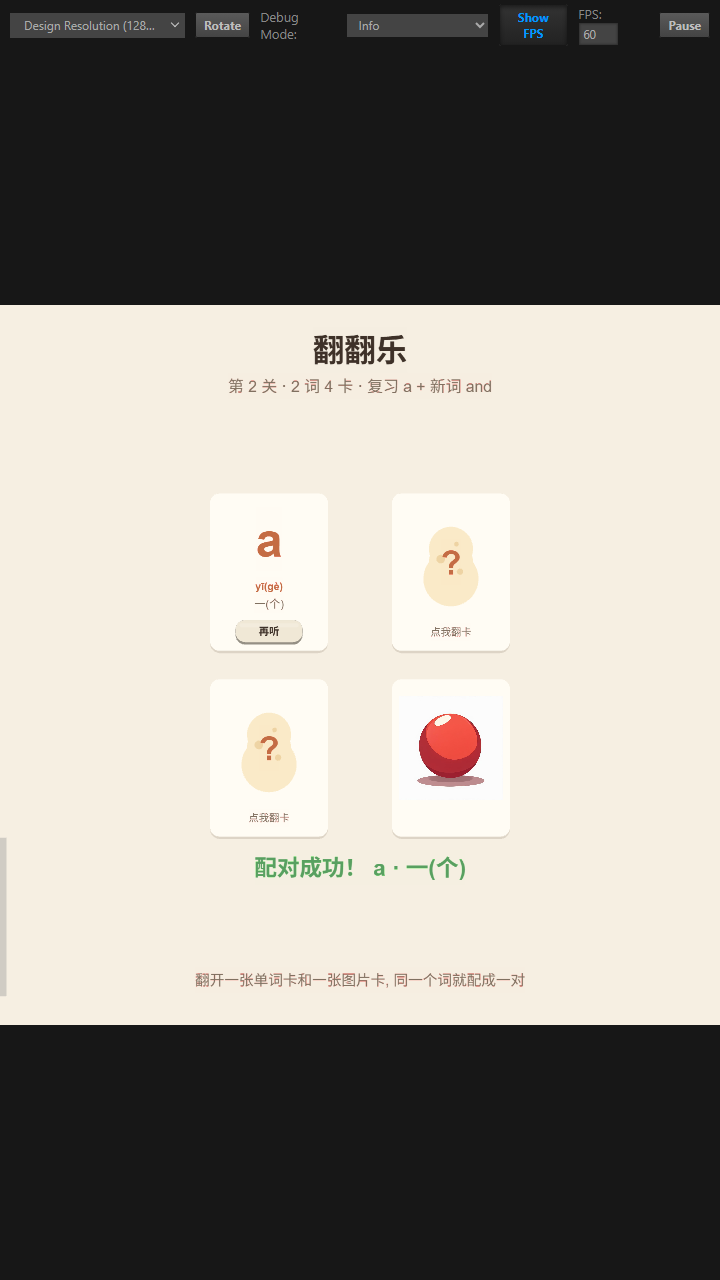 Design Resolution (128...
Rotate
Debug Mode:
Info
Show FPS
FPS:
60
Pause
翻翻乐
第 2 关 · 2 词 4 卡 · 复习 a + 新词 and
a
yī(gè)
一(个)
再听
?
点我翻卡
?
点我翻卡
配对成功！ a · 一(个)
翻开一张单词卡和一张图片卡, 同一个词就配成一对